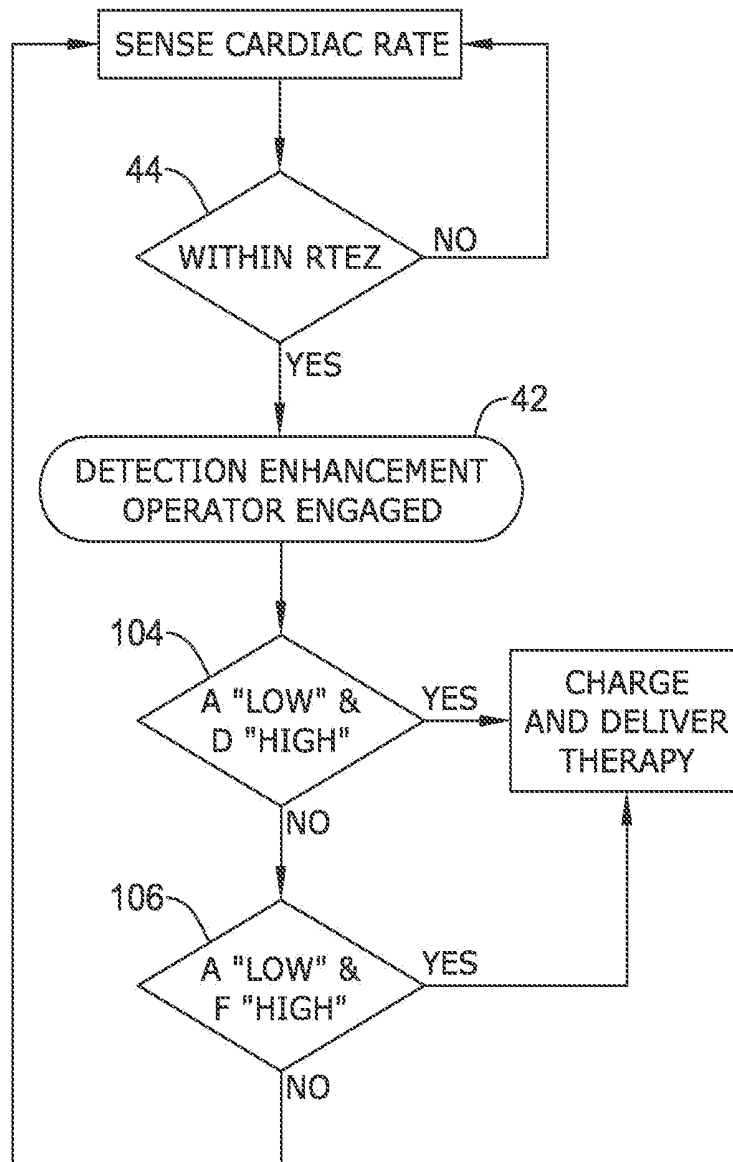 SENSE CARDIAC RATE
44
WITHIN RTEZ
NO
YES
42
DETECTION ENHANCEMENT
OPERATOR ENGAGED
104
A "LOW" &
D "HIGH"
YES
CHARGE
AND DELIVER
THERAPY
NO
106
A "LOW" &
F "HIGH"
YES
NO